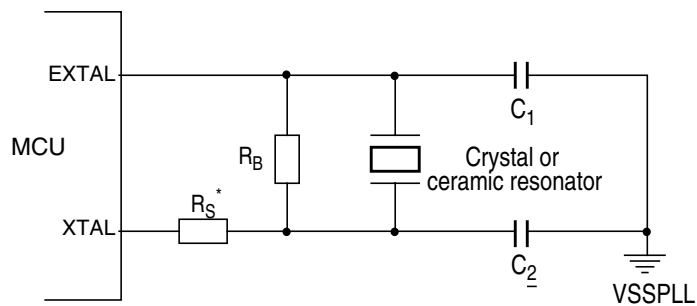 EXTAL
C1
MCU
RB
Crystal or
ceramic resonator
RS*
XTAL
C2
VSSPLL